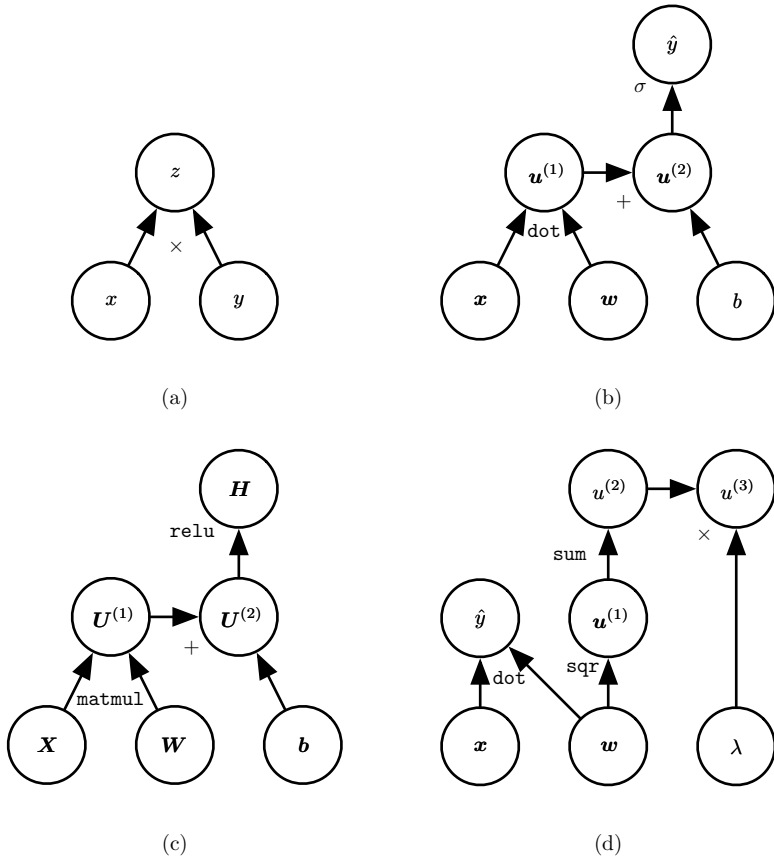 ŷ
σ
z
u⁽¹⁾
u⁽²⁾
+
dot
×
x
y
x
w
b
(a)
(b)
H
u⁽²⁾
u⁽³⁾
relu
×
sum
U⁽¹⁾
U⁽²⁾
ŷ
u⁽¹⁾
+
dot
sqr
matmul
X
W
b
x
w
λ
(c)
(d)